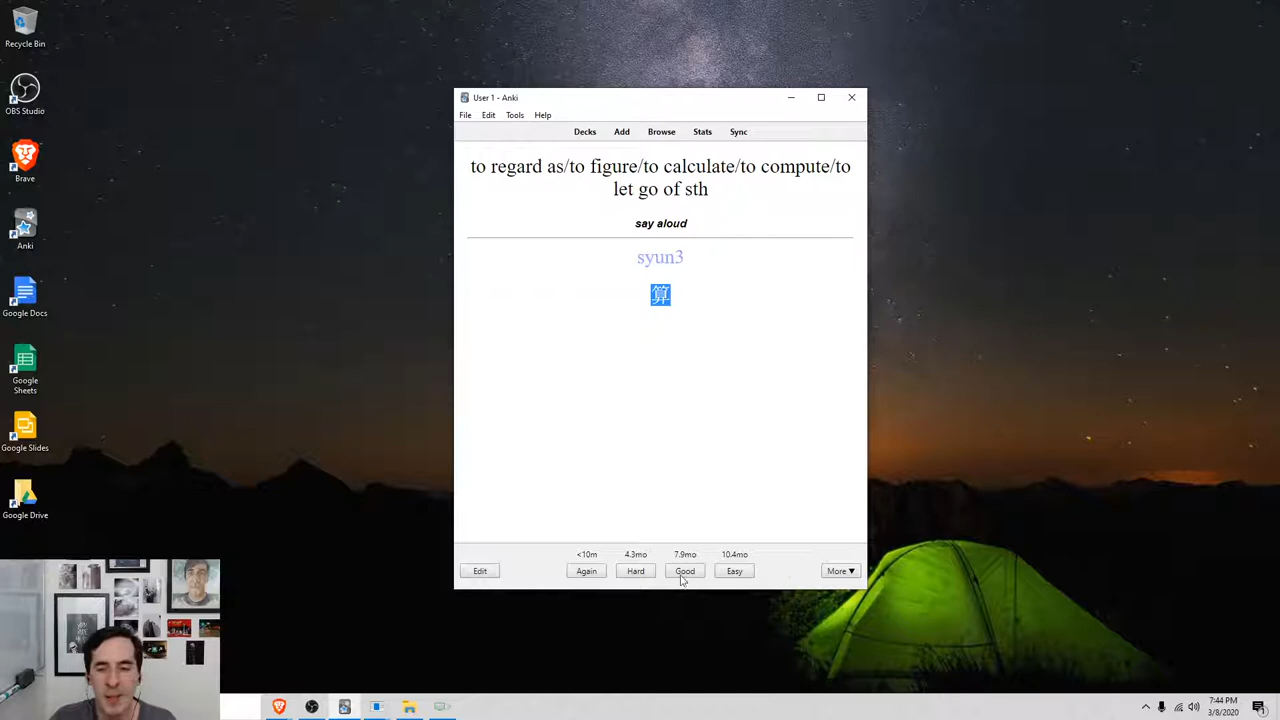 Recycle Bin
OBS Studio
Brave
Anki
Google Docs
Google
Sheets
Google Slides
Google Drive
User 1 - Anki
File Edit Tools Help
Decks Add Browse Stats Sync
to regard as/to figure/to calculate/to compute/to
let go of sth
say aloud
syun3
算
<10m 4.3mo 7.9mo 10.4mo
Edit Again Hard Good Easy More ▼
7:44 PM
3/8/2020